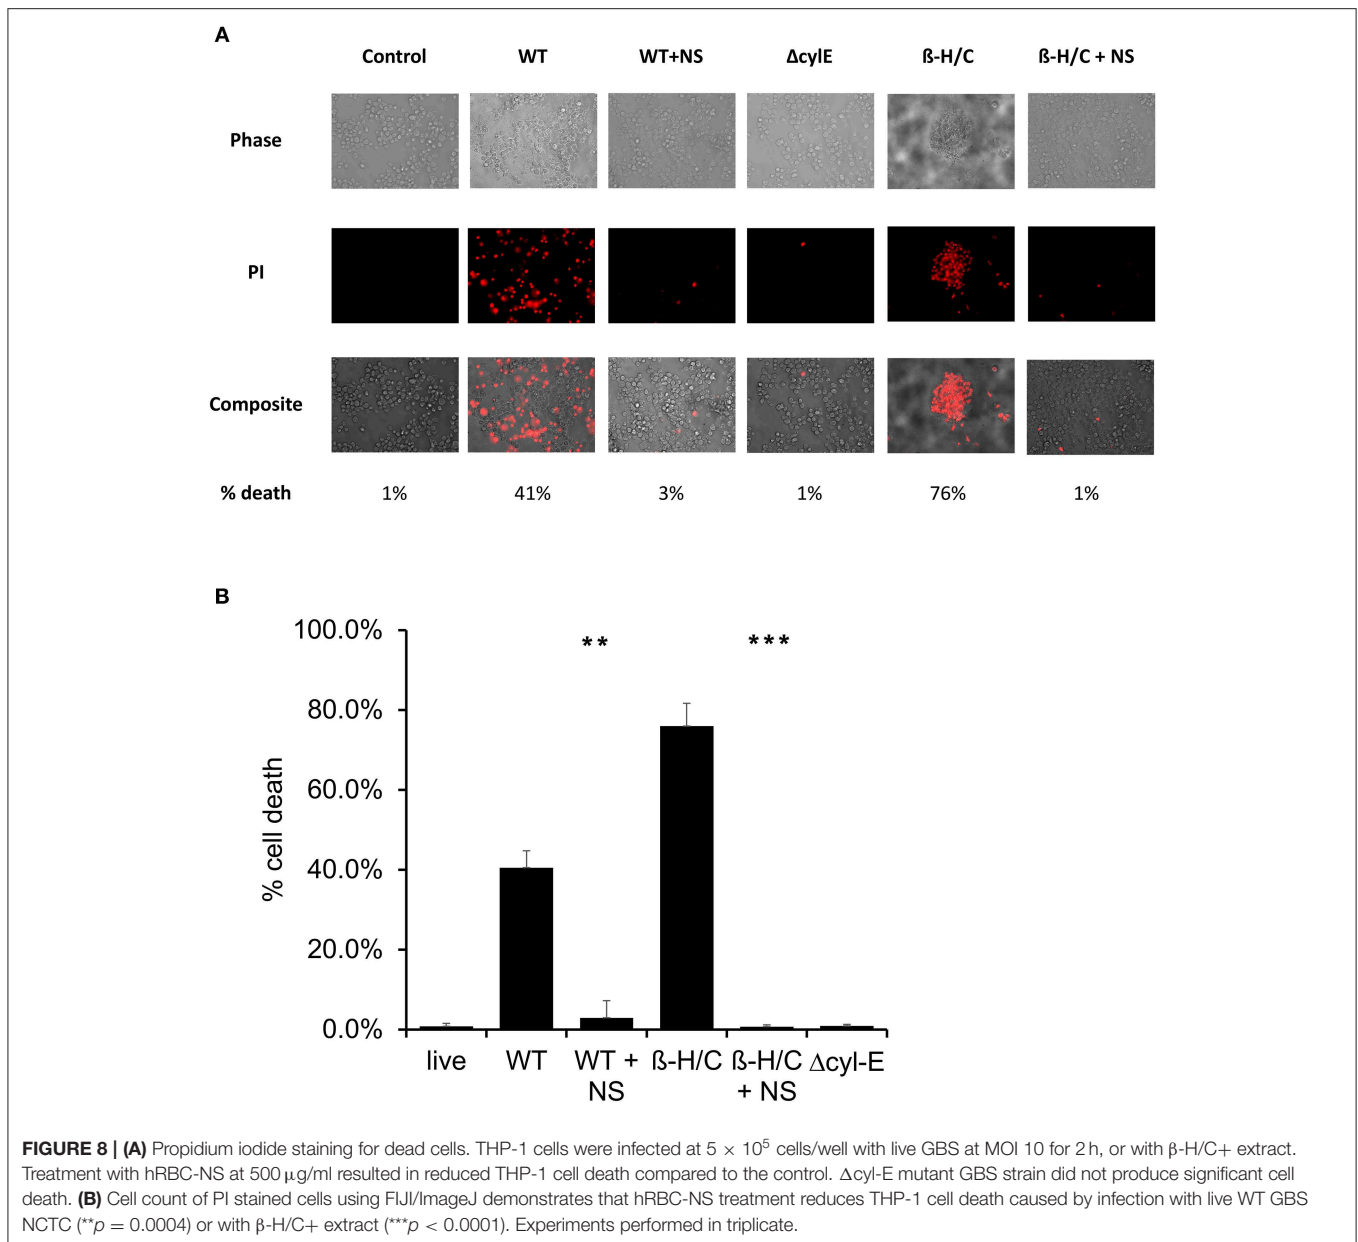 A
Control WT WT+NS ΔcylE ß-H/C ß-H/C + NS
Phase
PI
Composite
% death 1% 41% 3% 1% 76% 1%
B
100.0%
** ***
80.0%
60.0%
40.0%
20.0%
0.0%
% cell death
live WT WT + ß-H/C ß-H/C Δcyl-E
NS + NS
FIGURE 8 | (A) Propidium iodide staining for dead cells. THP-1 cells were infected at 5 × 10⁵ cells/well with live GBS at MOI 10 for 2 h, or with β-H/C+ extract.
Treatment with hRBC-NS at 500 μg/ml resulted in reduced THP-1 cell death compared to the control. Δcyl-E mutant GBS strain did not produce significant cell
death. (B) Cell count of PI stained cells using FIJI/ImageJ demonstrates that hRBC-NS treatment reduces THP-1 cell death caused by infection with live WT GBS
NCTC (**p = 0.0004) or with β-H/C+ extract (***p < 0.0001). Experiments performed in triplicate.